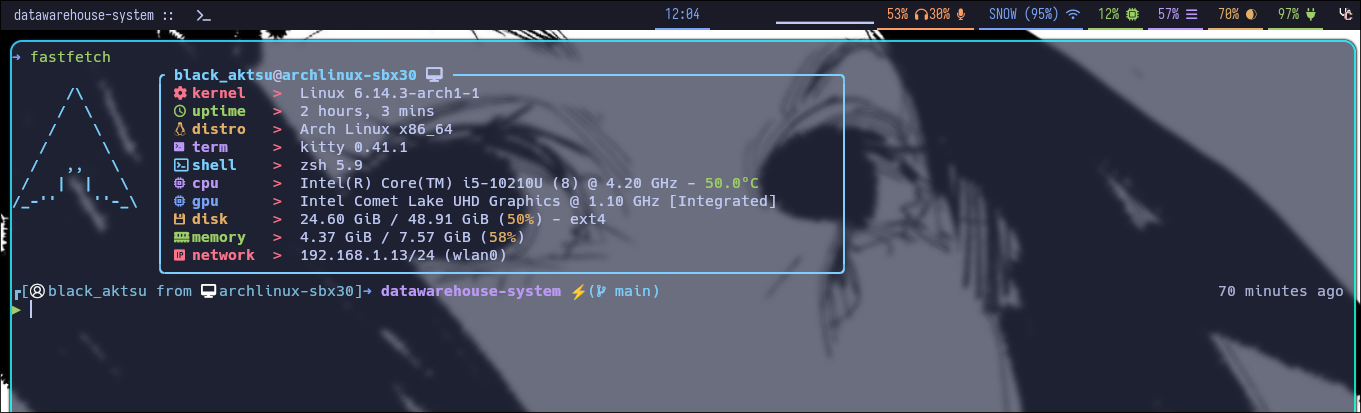 datawarehouse-system :: 12:04 53% 30% SNOW (95%) 12% 57% 70% 97%
→ fastfetch
black_aktsu@archlinux-sbx30
kernel > Linux 6.14.3-arch1-1
uptime > 2 hours, 3 mins
distro > Arch Linux x86_64
term > kitty 0.41.1
shell > zsh 5.9
cpu > Intel(R) Core(TM) i5-10210U (8) @ 4.20 GHz - 50.0°C
gpu > Intel Comet Lake UHD Graphics @ 1.10 GHz [Integrated]
disk > 24.60 GiB / 48.91 GiB (50%) - ext4
memory > 4.37 GiB / 7.57 GiB (58%)
network > 192.168.1.13/24 (wlan0)
[black_aktsu from archlinux-sbx30]→ datawarehouse-system ⚡( main) 70 minutes ago